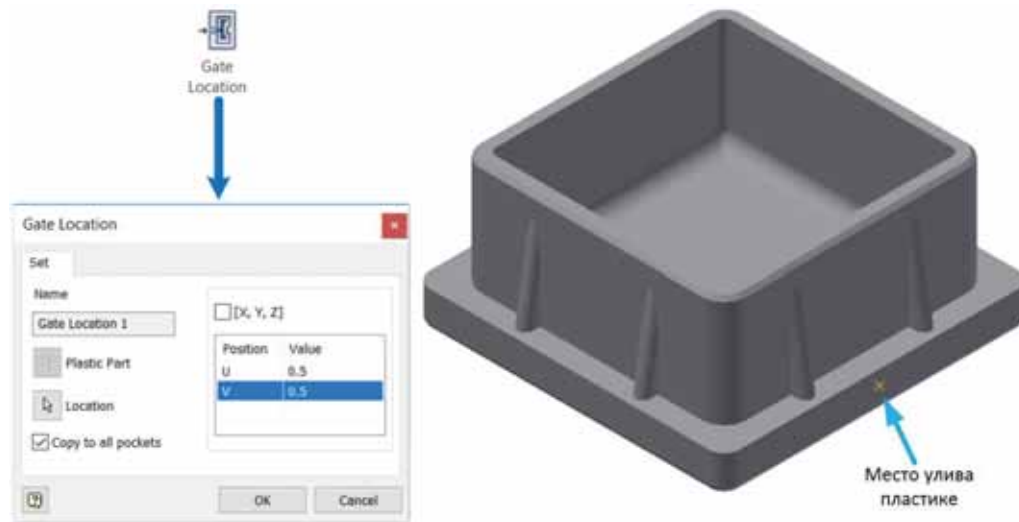 Gate
Location
Gate Location
Set
Name
Gate Location 1
Plastic Part
Location
Copy to all pockets
[X, Y, Z]
Position Value
U 0.5
V 0.5
OK Cancel
Место улива
пластике